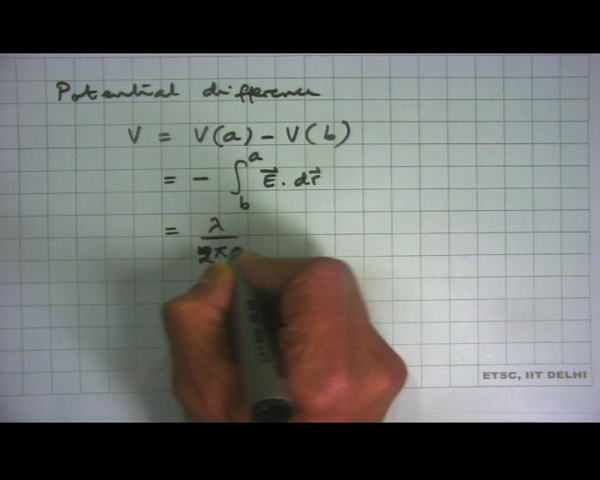 Potential difference
V = V(a) - V(b)
= - ∫_b^a E⃗ . dr⃗
= λ / 2π
ETSC, IIT DELHI